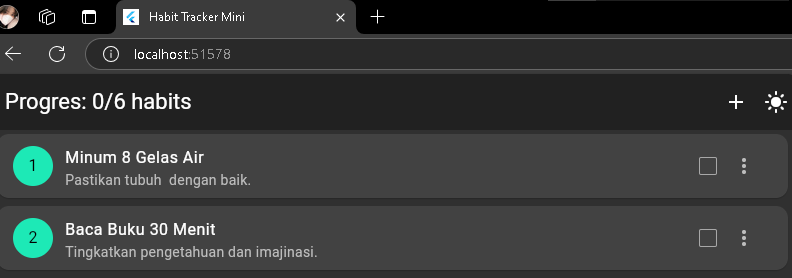 Habit Tracker Mini
localhost:51578
Progres: 0/6 habits
1
Minum 8 Gelas Air
Pastikan tubuh  dengan baik.
2
Baca Buku 30 Menit
Tingkatkan pengetahuan dan imajinasi.